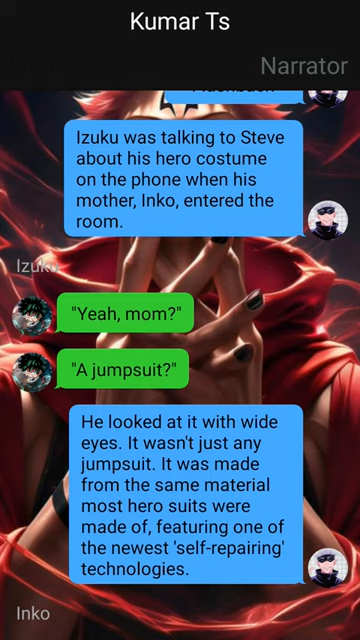 Kumar Ts
Narrator
Izuku was talking to Steve
about his hero costume
on the phone when his
mother, Inko, entered the
room.
Izuku
"Yeah, mom?"
"A jumpsuit?"
He looked at it with wide
eyes. It wasn't just any
jumpsuit. It was made
from the same material
most hero suits were
made of, featuring one of
the newest 'self-repairing'
technologies.
Inko